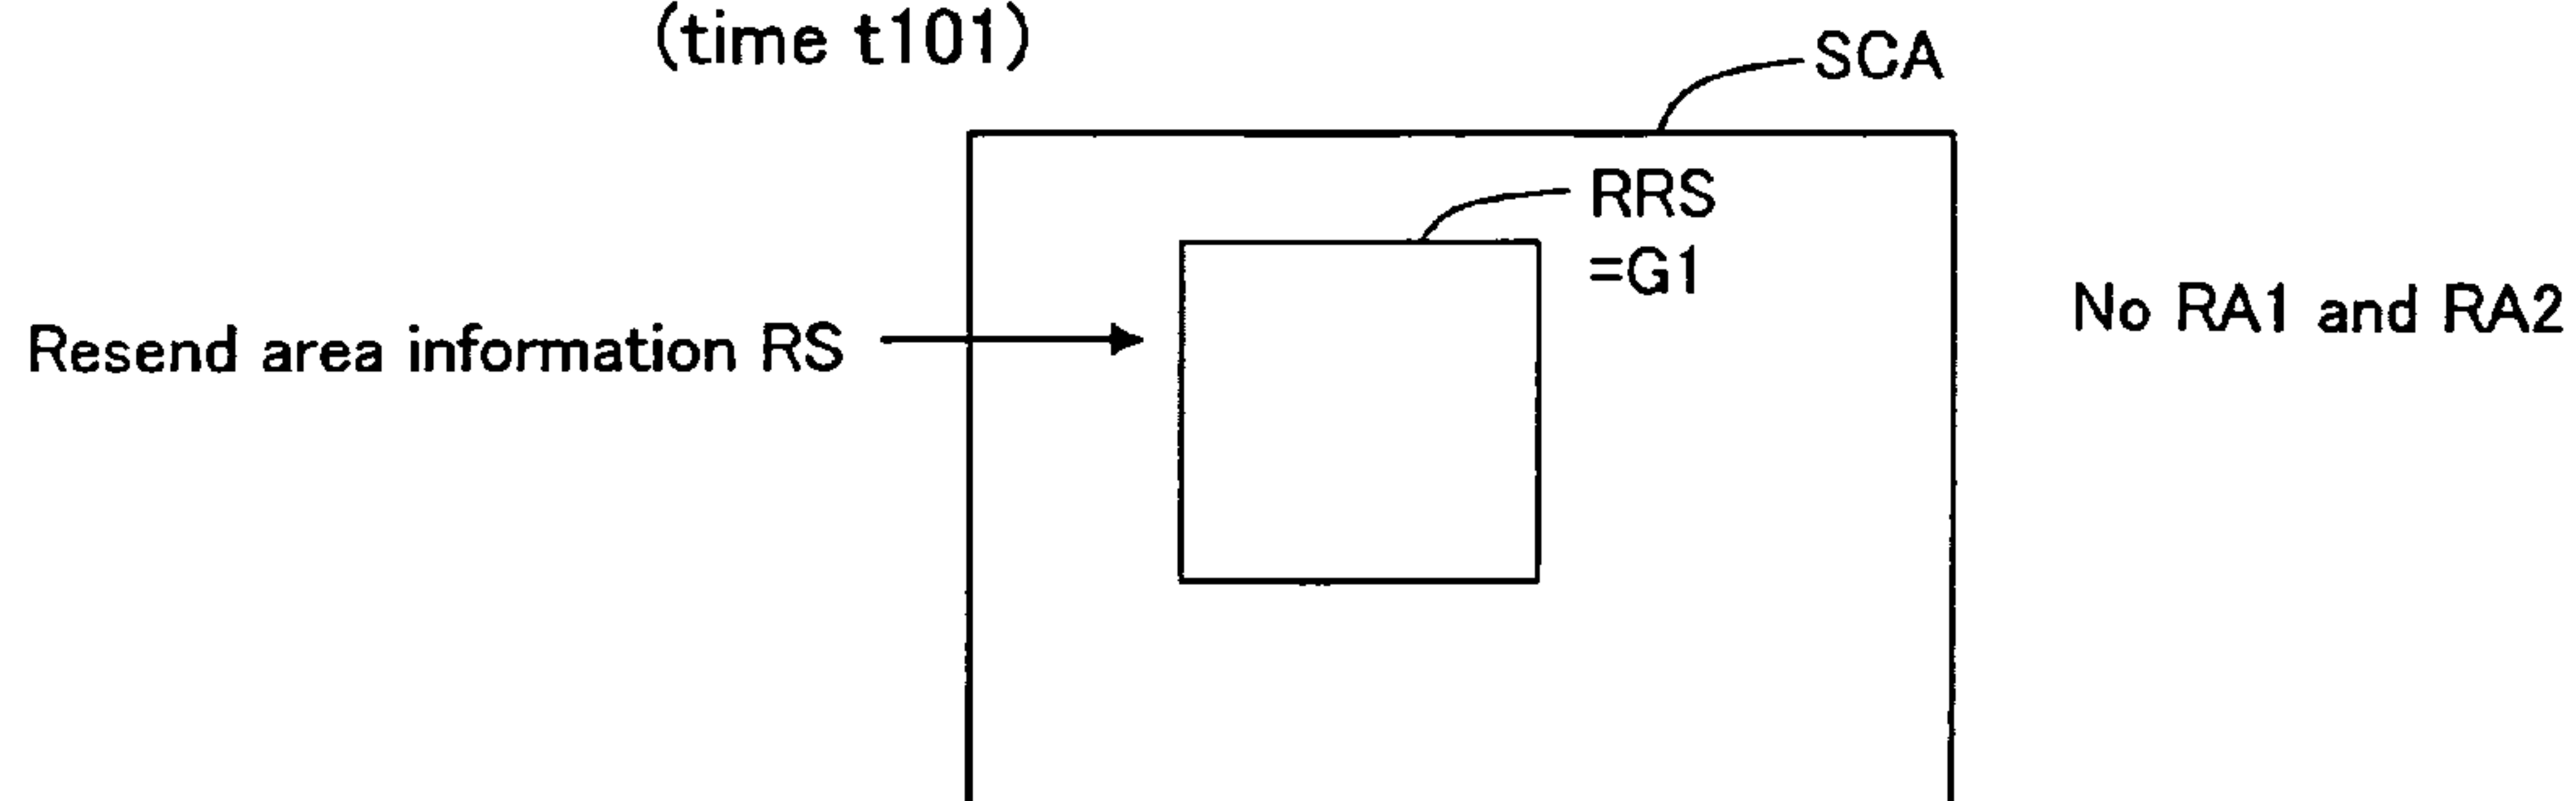 (time t101)
SCA
RRS
=G1
No RA1 and RA2
Resend area information RS